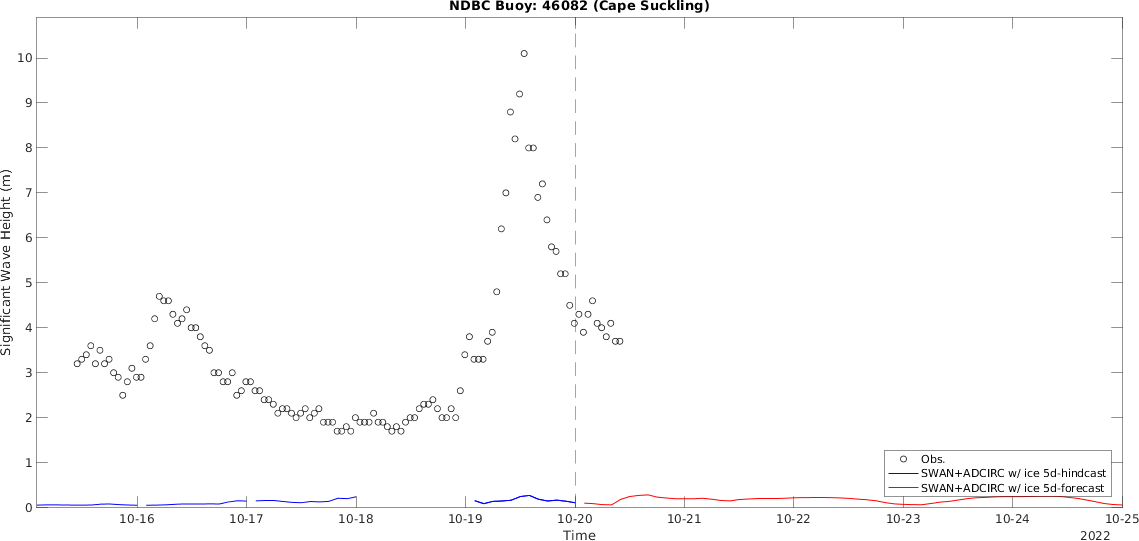 NDBC Buoy: 46082 (Cape Suckling)
Significant Wave Height (m)
10
9
8
7
6
5
4
3
2
1
0
Obs.
SWAN+ADCIRC w/ ice 5d-hindcast
SWAN+ADCIRC w/ ice 5d-forecast
10-16 10-17 10-18 10-19 10-20 10-21 10-22 10-23 10-24 10-25
Time
2022